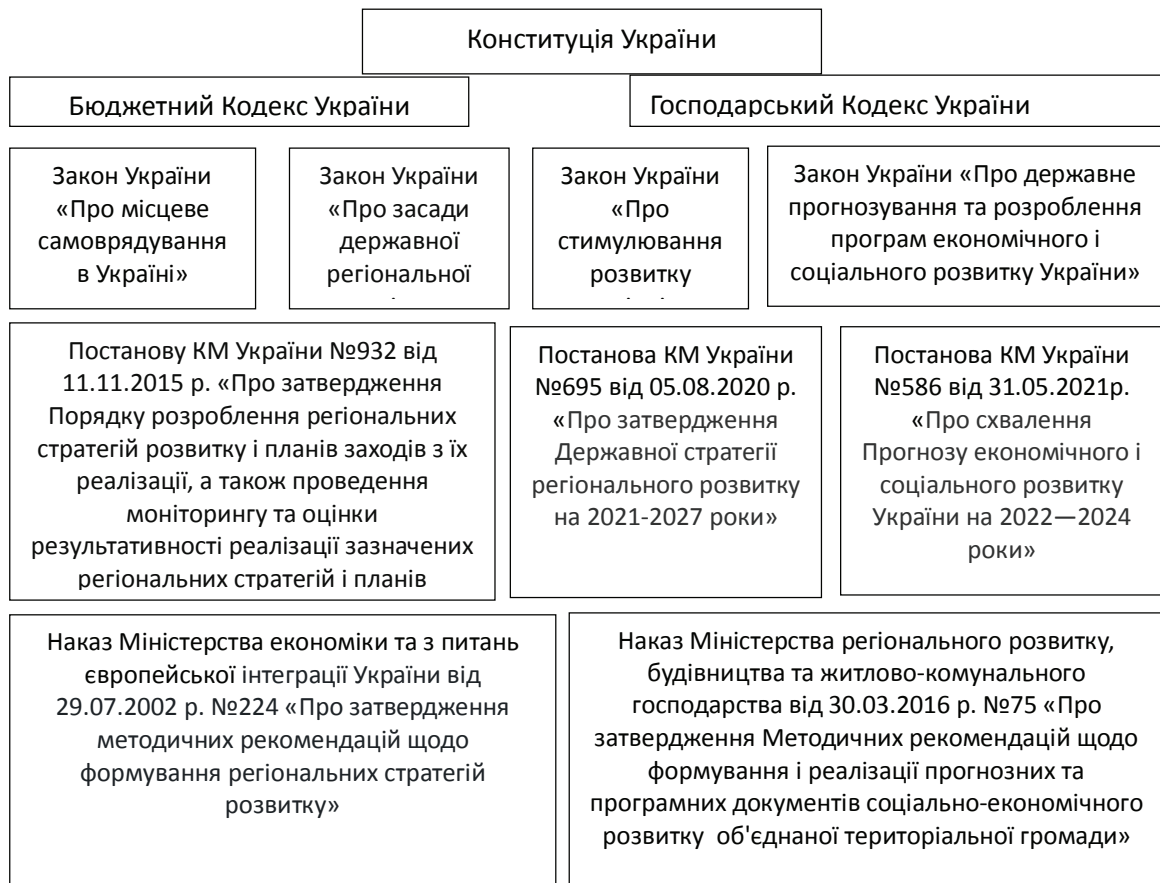 Конституція України
Бюджетний Кодекс України
Господарський Кодекс України
Закон України
«Про місцеве
самоврядування
в Україні»
Закон України
«Про засади
державної
регіональної
Закон України
«Про
стимулювання
розвитку
Закон України «Про державне
прогнозування та розроблення
програм економічного і
соціального розвитку України»
Постанову КМ України №932 від
11.11.2015 р. «Про затвердження
Порядку розроблення регіональних
стратегій розвитку і планів заходів з їх
реалізації, а також проведення
моніторингу та оцінки
результативності реалізації зазначених
регіональних стратегій і планів
Постанова КМ України
№695 від 05.08.2020 р.
«Про затвердження
Державної стратегії
регіонального розвитку
на 2021-2027 роки»
Постанова КМ України
№586 від 31.05.2021р.
«Про схвалення
Прогнозу економічного і
соціального розвитку
України на 2022—2024
роки»
Наказ Міністерства економіки та з питань
європейської інтеграції України від
29.07.2002 р. №224 «Про затвердження
методичних рекомендацій щодо
формування регіональних стратегій
розвитку»
Наказ Міністерства регіонального розвитку,
будівництва та житлово-комунального
господарства від 30.03.2016 р. №75 «Про
затвердження Методичних рекомендацій щодо
формування і реалізації прогнозних та
програмних документів соціально-економічного
розвитку об'єднаної територіальної громади»